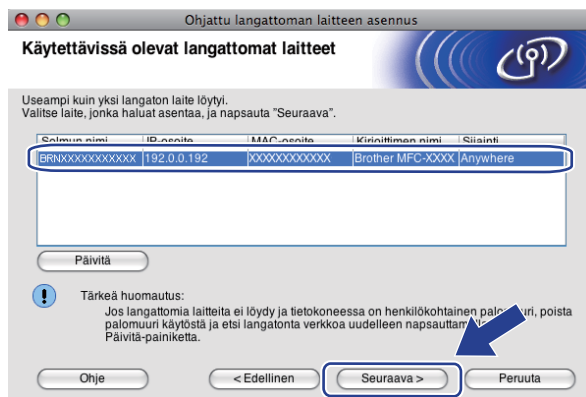 Ohjattu langattoman laitteen asennus
Käytettävissä olevat langattomat laitteet
Useampi kuin yksi langaton laite löytyi.
Valitse laite, jonka haluat asentaa, ja napsauta ”Seuraava”.
Solmun nimi IP-osoite MAC-osoite Kirjoittimen nimi Sijainti
BRNXXXXXXXXXXX 192.0.0.192 XXXXXXXXXXXX Brother MFC-XXXX Anywhere
Päivitä
Tärkeä huomautus:
Jos langattomia laitteita ei löydy ja tietokoneessa on henkilökohtainen palomuuri, poista
palomuuri käytöstä ja etsi langatonta verkkoa uudelleen
Päivitä-painiketta.
Ohje < Edellinen Seuraava > Peruuta